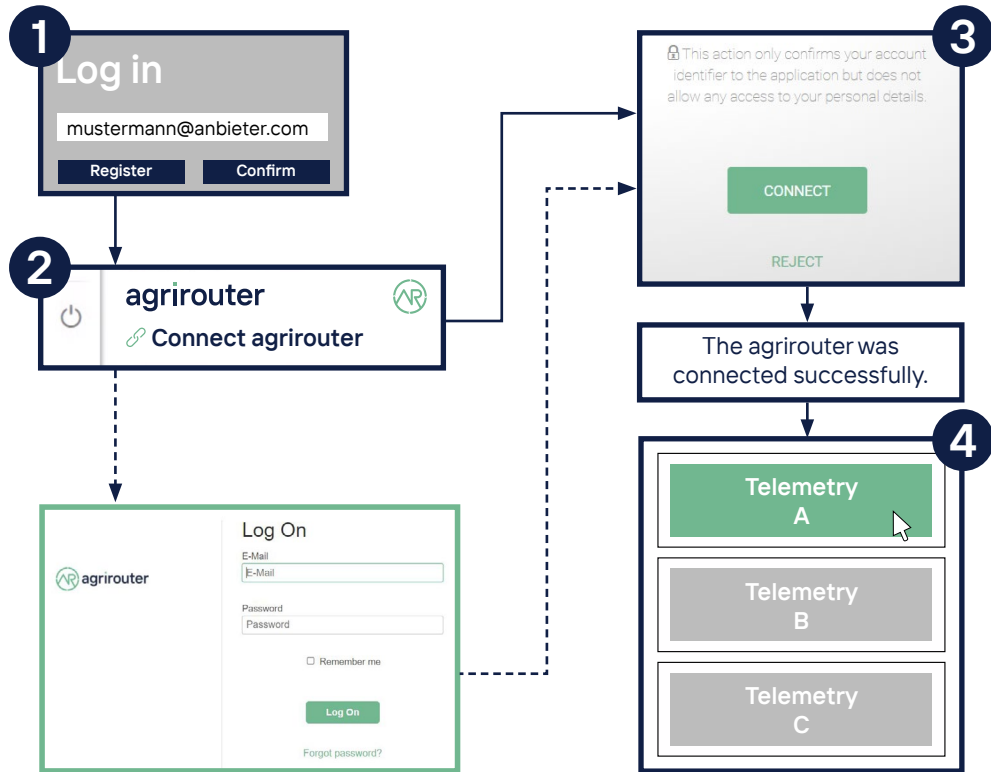 1
Log in
mustermann@anbieter.com
Register
Confirm
2
agrirouter
AR
Connect agrirouter
AR agrirouter
Log On
E-Mail
E-Mail
Password
Password
Remember me
Log On
Forgot password?
3
This action only confirms your account
identifier to the application but does not
allow any access to your personal details.
CONNECT
REJECT
The agrirouter was
connected successfully.
4
Telemetry
A
Telemetry
B
Telemetry
C